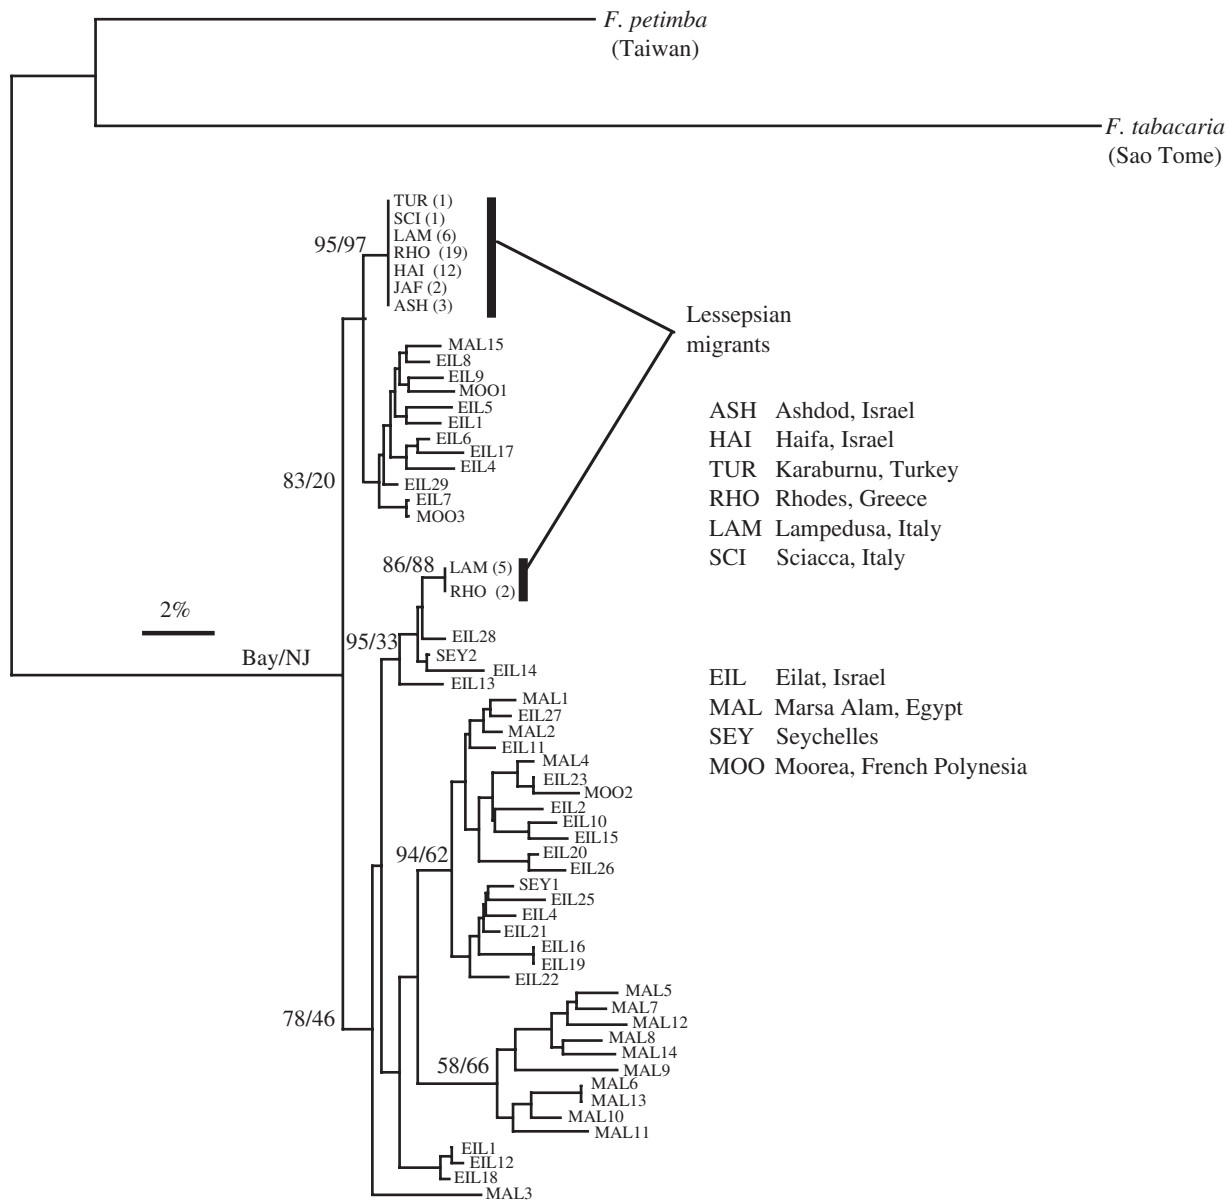 F. petimba
(Taiwan)
F. tabacaria
(Sao Tome)
TUR (1)
SCI (1)
LAM (6)
95/97
RHO (19)
HAI (12)
JAF (2)
ASH (3)
Lessepsian
migrants
MAL15
EIL8
EIL9
MOO1
EIL5
EIL1
EIL6
EIL17
EIL4
83/20
EIL29
EIL7
MOO3
ASH Ashdod, Israel
HAI Haifa, Israel
TUR Karaburnu, Turkey
RHO Rhodes, Greece
LAM Lampedusa, Italy
SCI Sciacca, Italy
86/88
LAM (5)
RHO (2)
2%
95/33
EIL28
Bay/NJ
SEY2
EIL14
EIL13
EIL Eilat, Israel
MAL Marsa Alam, Egypt
SEY Seychelles
MOO Moorea, French Polynesia
MAL1
EIL27
MAL2
EIL11
MAL4
EIL23
MOO2
EIL2
EIL10
EIL15
94/62
EIL20
EIL26
SEY1
EIL25
EIL4
EIL21
EIL16
EIL19
EIL22
MAL5
MAL7
78/46
MAL12
MAL8
MAL14
58/66
MAL9
MAL6
MAL13
MAL10
MAL11
EIL1
EIL12
EIL18
MAL3